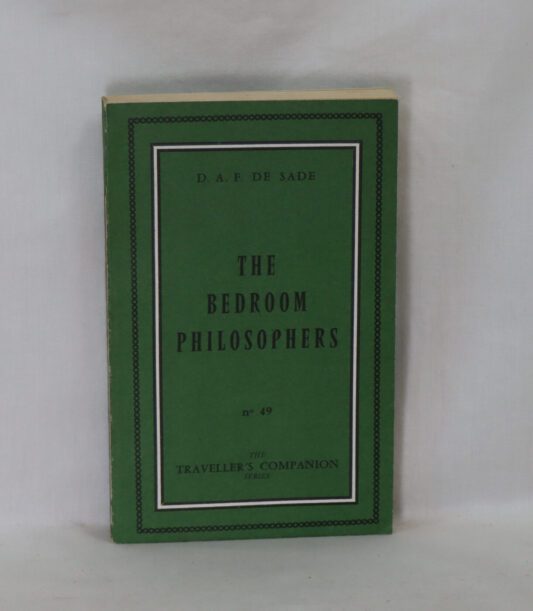 D. A. F. DE SADE
THE
BEDROOM
PHILOSOPHERS
nº 49
THE
TRAVELLER'S COMPANION
SERIES